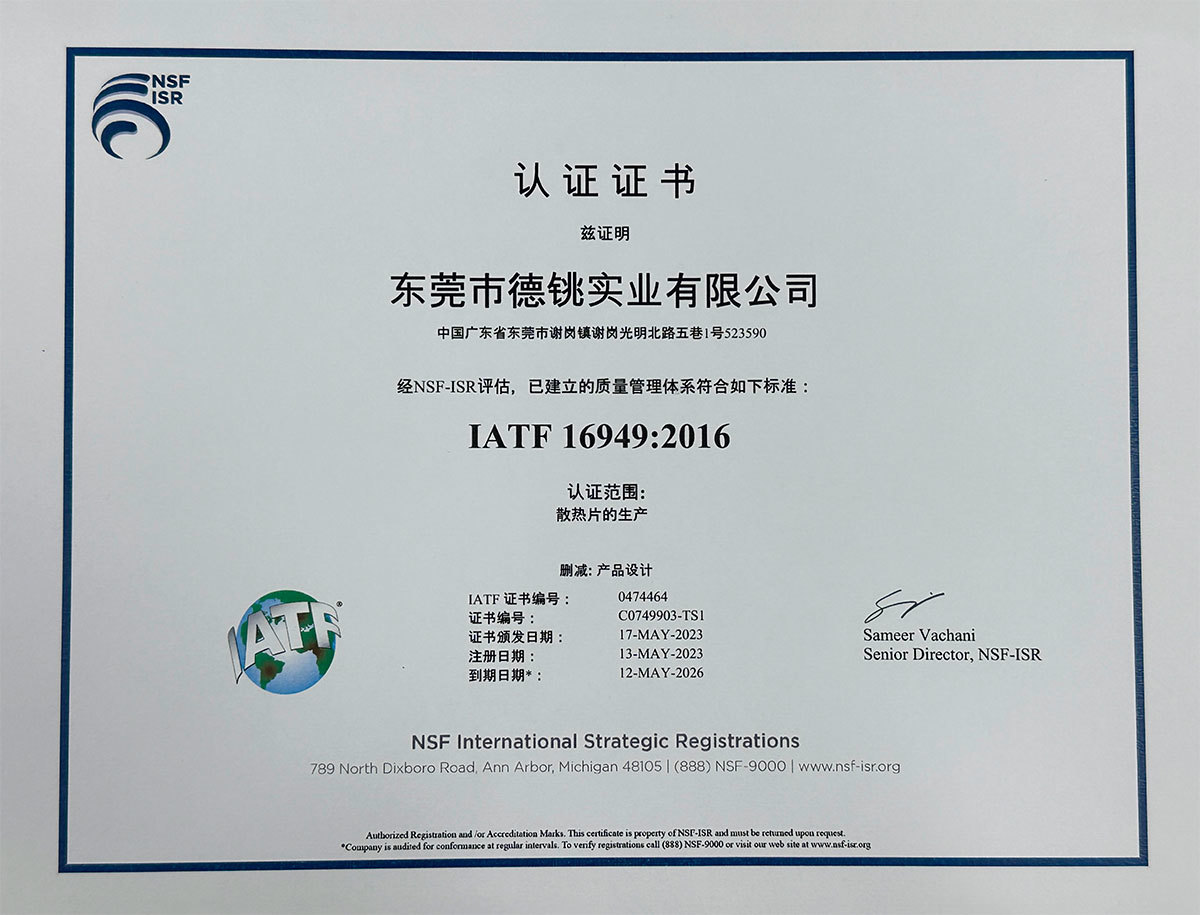 NSF
ISR
认证证书
兹证明
东莞市德铫实业有限公司
中国广东省东莞市谢岗镇谢岗光明北路五巷1号523590
经NSF-ISR评估，已建立的质量管理体系符合如下标准：
IATF 16949:2016
认证范围:
散热片的生产
删减: 产品设计
IATF 证书编号： 0474464
证书编号： C0749903-TS1
证书颁发日期： 17-MAY-2023
注册日期： 13-MAY-2023
到期日期*： 12-MAY-2026
IATF®
Sameer Vachani
Senior Director, NSF-ISR
NSF International Strategic Registrations
789 North Dixboro Road, Ann Arbor, Michigan 48105 | (888) NSF-9000 | www.nsf-isr.org
Authorized Registration and /or Accreditation Marks. This certificate is property of NSF-ISR and must be returned upon request.
*Company is audited for conformance at regular intervals. To verify registrations call (888) NSF-9000 or visit our web site at www.nsf-isr.org